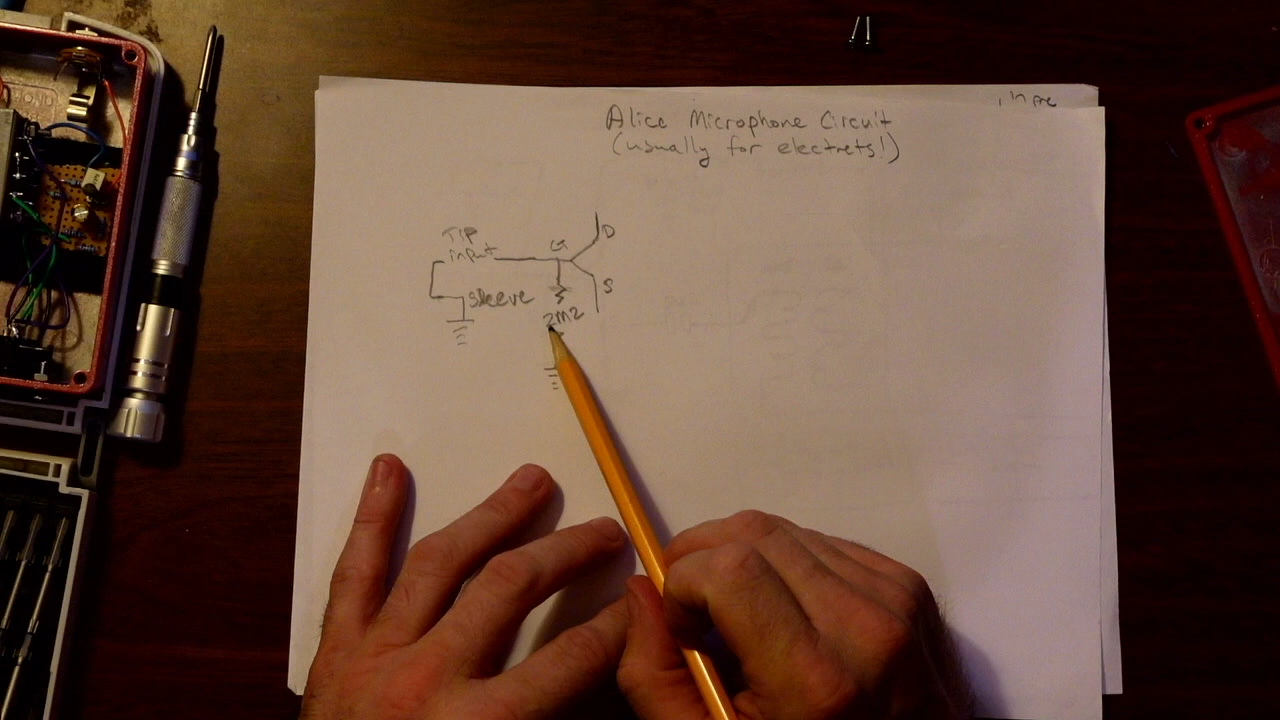 Alice Microphone Circuit
(usually for electrets!)
TIP
input
G
D
S
sleeve
2M2